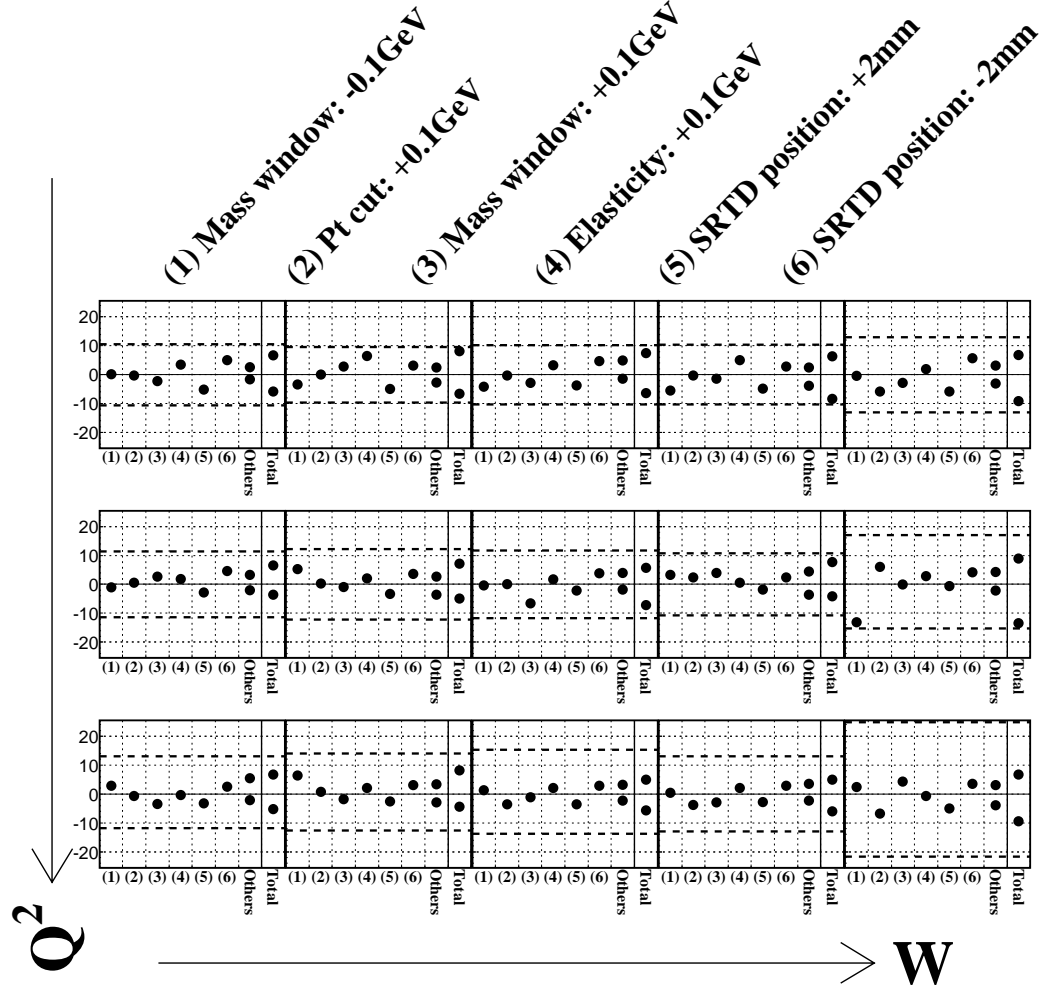 (1) Mass window: -0.1GeV
(2) Pt cut: +0.1GeV
(3) Mass window: +0.1GeV
(4) Elasticity: +0.1GeV
(5) SRTD position: +2mm
(6) SRTD position: -2mm
20
10
0
-10
-20
(1) (2) (3) (4) (5) (6) Others Total (1) (2) (3) (4) (5) (6) Others Total (1) (2) (3) (4) (5) (6) Others Total (1) (2) (3) (4) (5) (6) Others Total (1) (2) (3) (4) (5) (6) Others Total
20
10
0
-10
-20
(1) (2) (3) (4) (5) (6) Others Total (1) (2) (3) (4) (5) (6) Others Total (1) (2) (3) (4) (5) (6) Others Total (1) (2) (3) (4) (5) (6) Others Total (1) (2) (3) (4) (5) (6) Others Total
20
10
0
-10
-20
(1) (2) (3) (4) (5) (6) Others Total (1) (2) (3) (4) (5) (6) Others Total (1) (2) (3) (4) (5) (6) Others Total (1) (2) (3) (4) (5) (6) Others Total (1) (2) (3) (4) (5) (6) Others Total
Q²
W